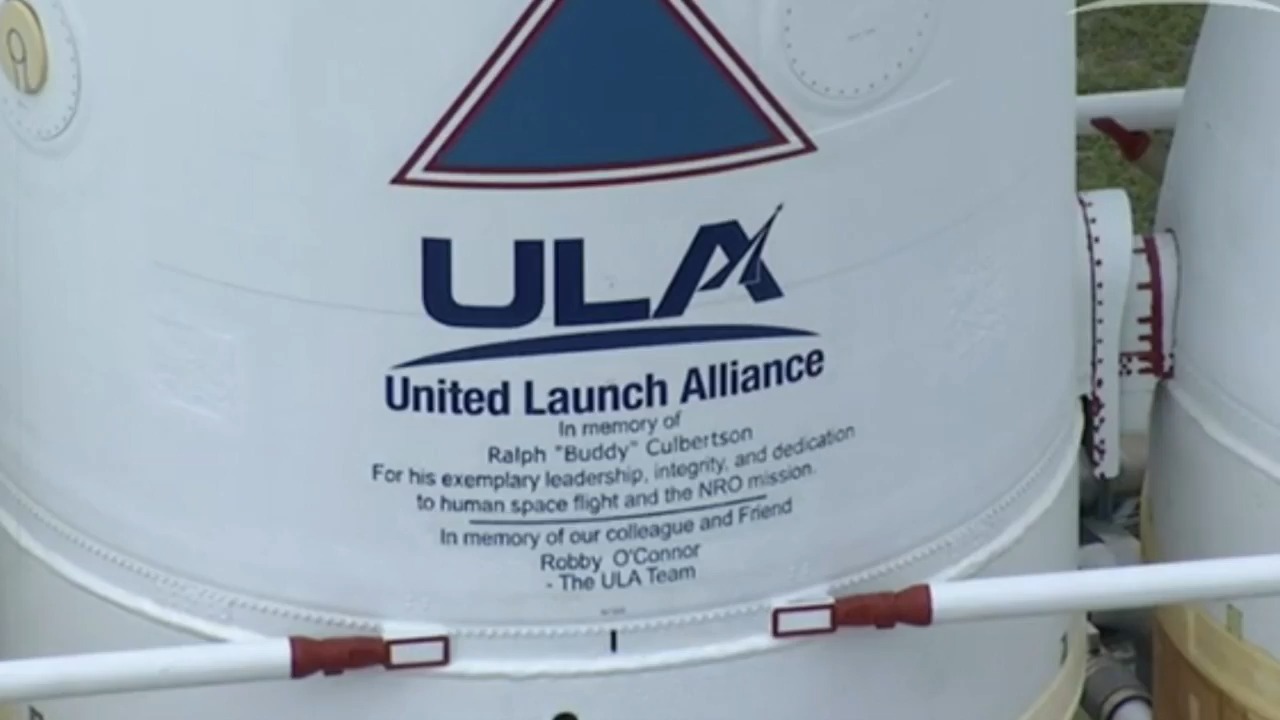 ULA
United Launch Alliance
In memory of
Ralph "Buddy" Culbertson
For his exemplary leadership, integrity, and dedication
to human space flight and the NRO mission.
In memory of our colleague and Friend
Robby O'Connor
- The ULA Team